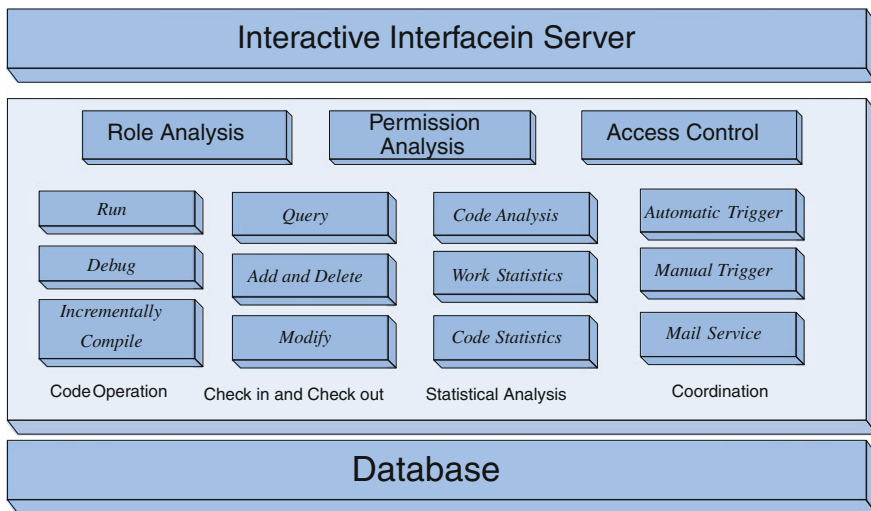 Interactive Interfacein Server
Role Analysis
Permission
Analysis
Access Control
Run
Query
Code Analysis
Automatic Trigger
Debug
Add and Delete
Work Statistics
Manual Trigger
Incrementally
Compile
Modify
Code Statistics
Mail Service
Code Operation
Check in and Check out
Statistical Analysis
Coordination
Database